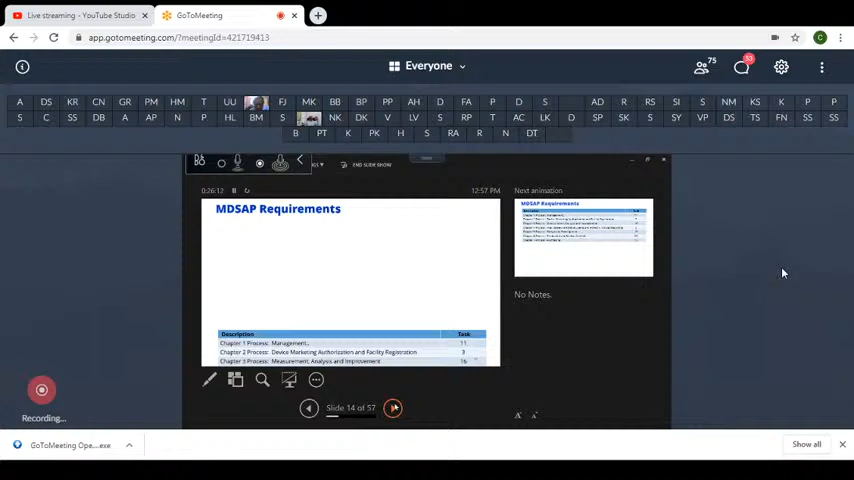 Live streaming - YouTube Studio
GoToMeeting
app.gotomeeting.com/?meetingId=421719413
C
Everyone
75
53
A DS KR CN GR PM HM T UU FJ MK BB BP PP AH D FA P D S AD R RS SI S NM KS K P P
S C SS DB A AP N P HL BM S NK DK V LV S RP T AC LK D SP SK S SY VP DS TS FN SS SS
B PT K PK H S RA R N DT
END SLIDE SHOW
0:26:12
12:57 PM
Next animation
MDSAP Requirements
MDSAP Requirements
No Notes.
Description Task
Chapter 1 Process: Management. 11
Chapter 2 Process: Device Marketing Authorization and Facility Registration 3
Chapter 3 Process: Measurement, Analysis and Improvement 16
Slide 14 of 57
A A
Recording...
GoToMeeting Ope....exe
Show all